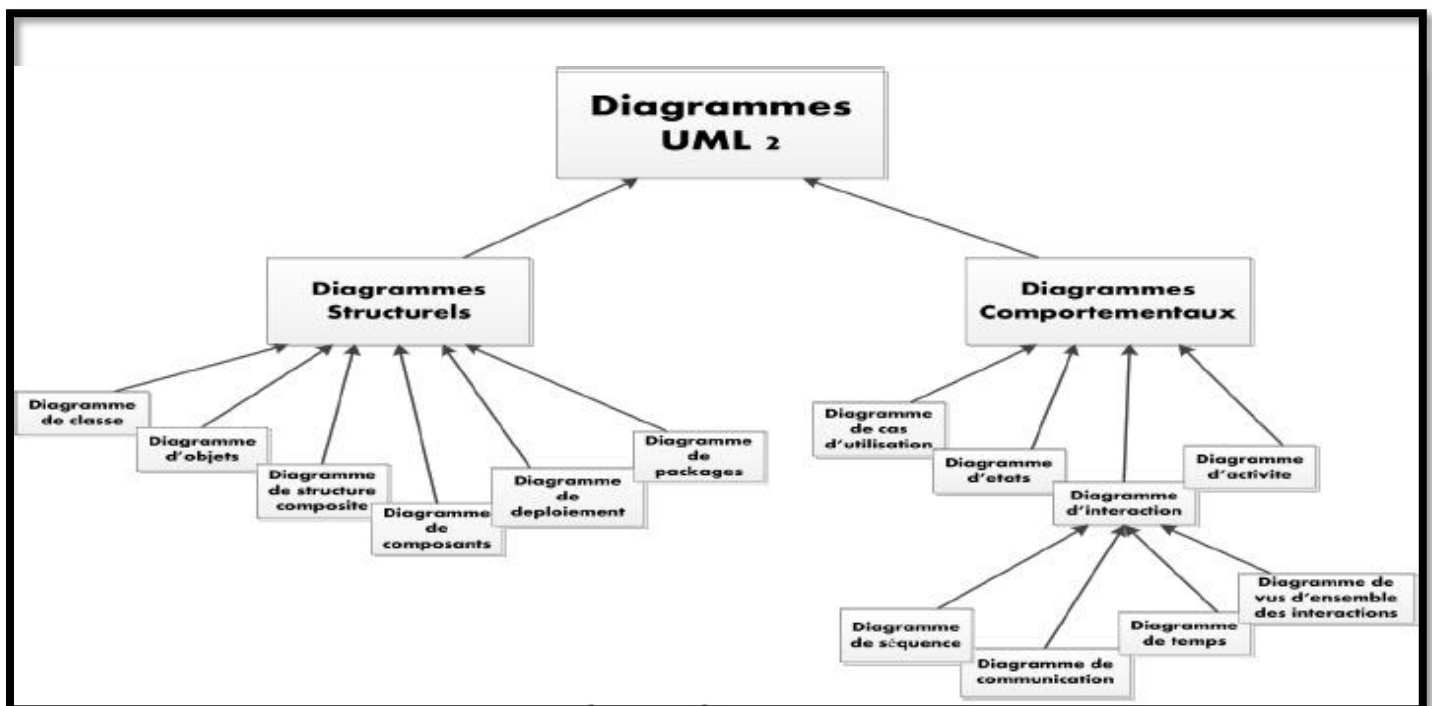 Diagrammes
UML 2
Diagrammes
Structurels
Diagrammes
Comportementaux
Diagramme
de classe
Diagramme
d'objets
Diagramme
de structure
composite
Diagramme
de
composants
Diagramme
de
deploiement
Diagramme
de
packages
Diagramme
de cas
d'utilisation
Diagramme
d'etats
Diagramme
d'interaction
Diagramme
d'activite
Diagramme
de séquence
Diagramme de
communication
Diagramme
de temps
Diagramme de
vus d'ensemble
des interactions